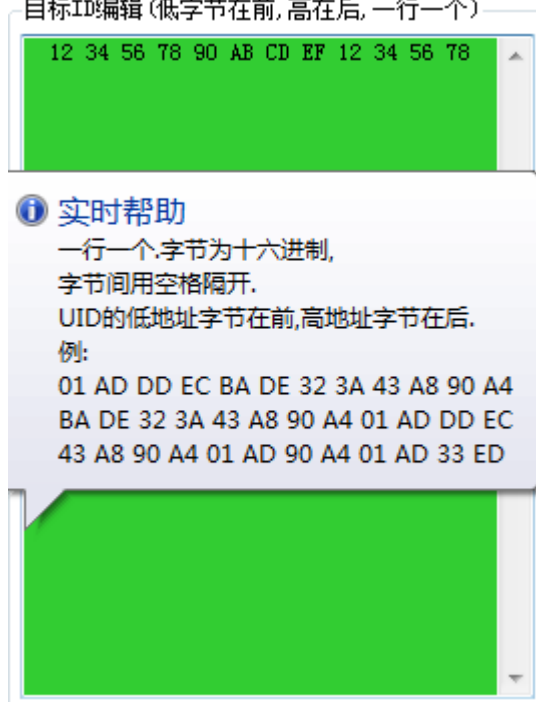 目标ID编辑(低字节在前,高在后,一行一个)
12 34 56 78 90 AB CD EF 12 34 56 78
实时帮助
一行一个.字节为十六进制,
字节间用空格隔开.
UID的低地址字节在前,高地址字节在后.
例:
01 AD DD EC BA DE 32 3A 43 A8 90 A4
BA DE 32 3A 43 A8 90 A4 01 AD DD EC
43 A8 90 A4 01 AD 90 A4 01 AD 33 ED